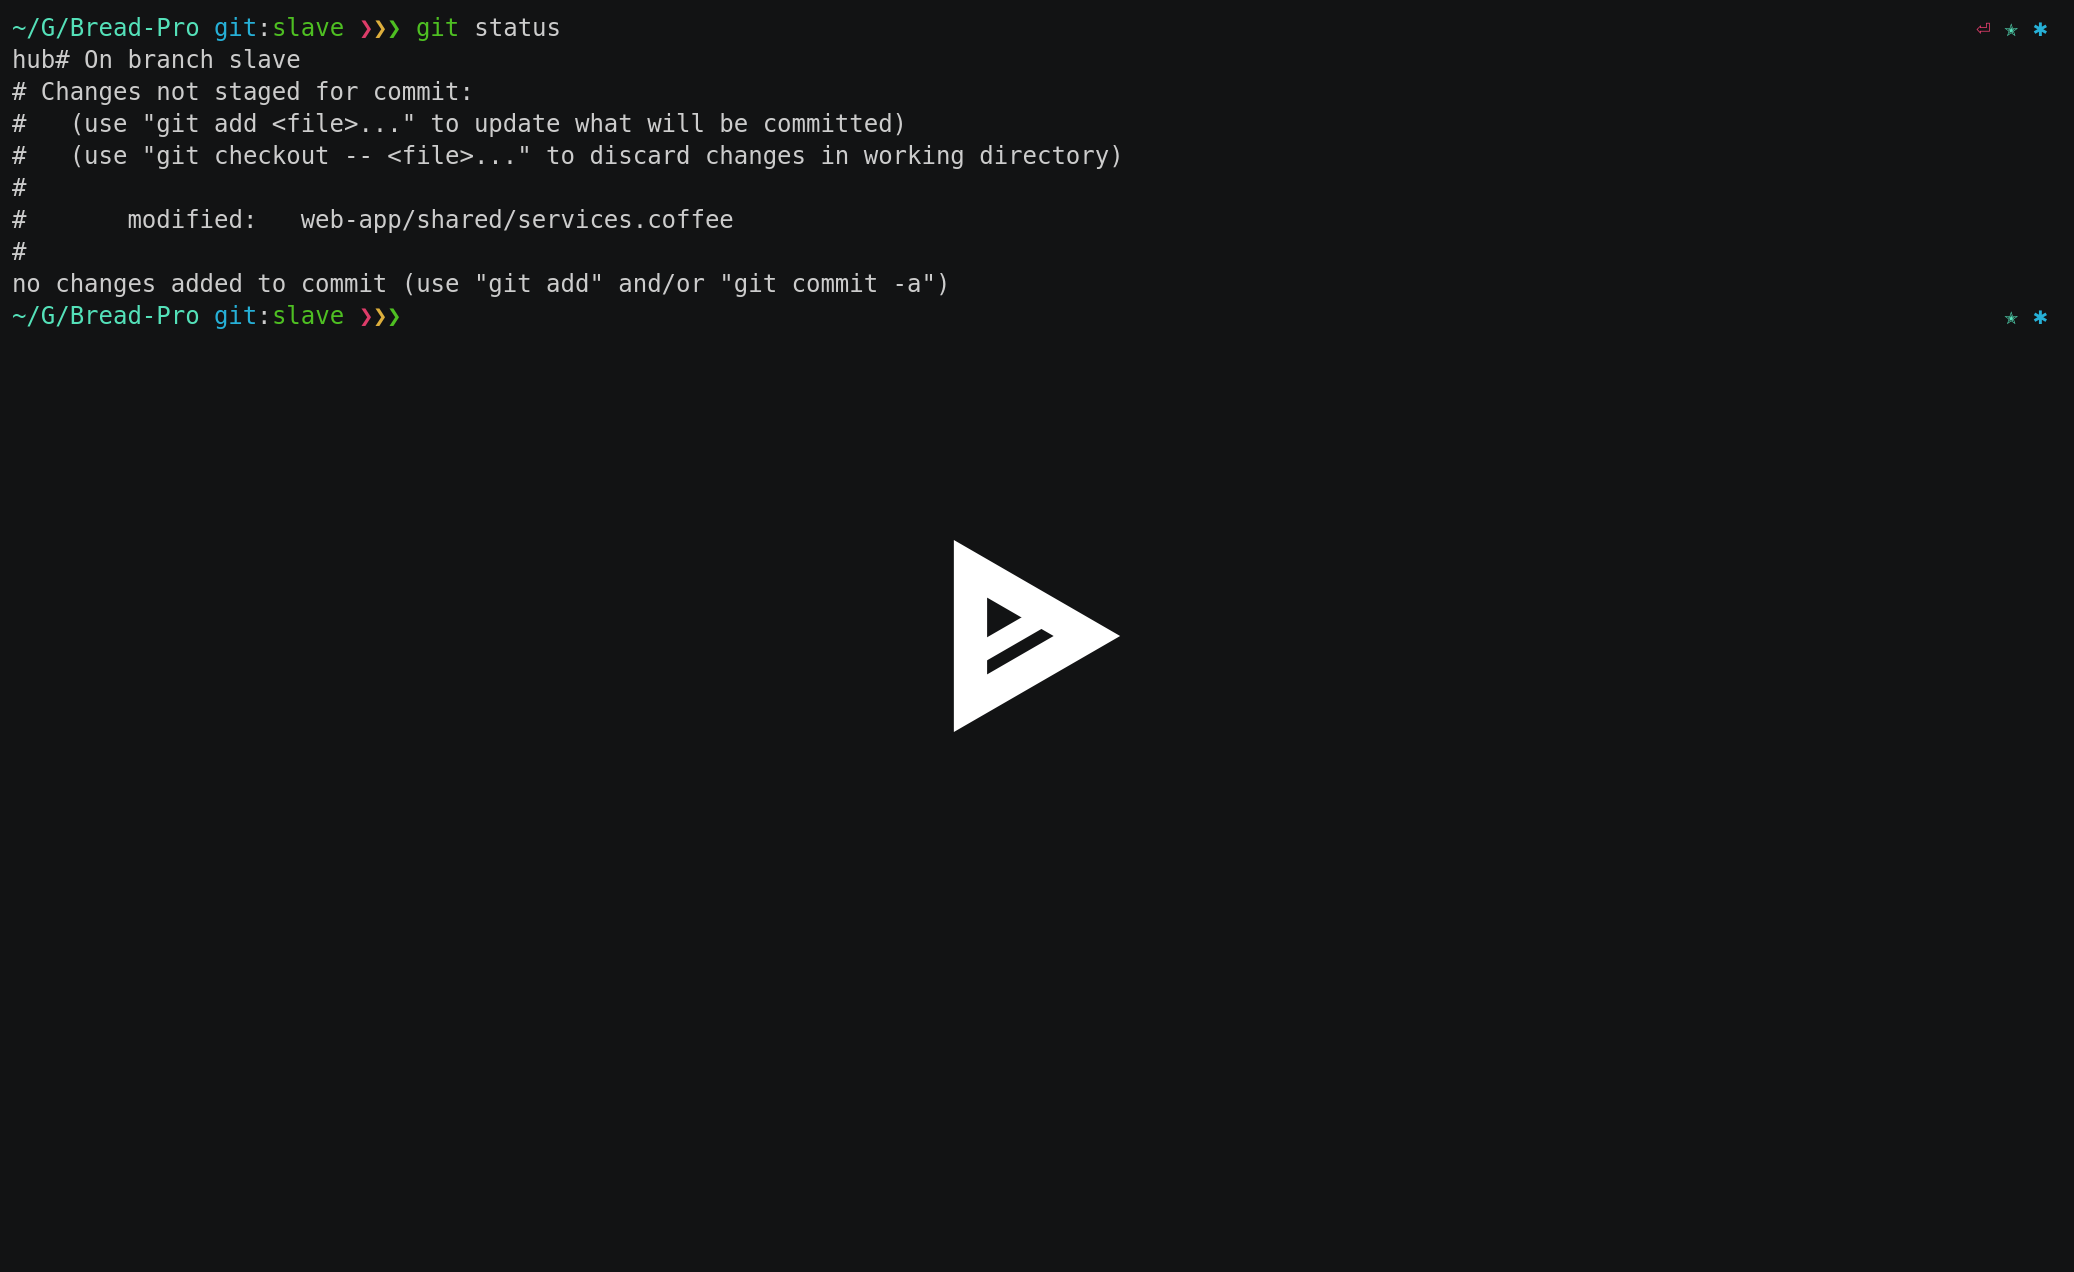 ~/G/Bread-Pro git:slave ❯❯❯ git status ⏎ ✭ ✱
hub# On branch slave
# Changes not staged for commit:
#   (use "git add <file>..." to update what will be committed)
#   (use "git checkout -- <file>..." to discard changes in working directory)
#
#       modified:   web-app/shared/services.coffee
#
no changes added to commit (use "git add" and/or "git commit -a")
~/G/Bread-Pro git:slave ❯❯❯ ✭ ✱